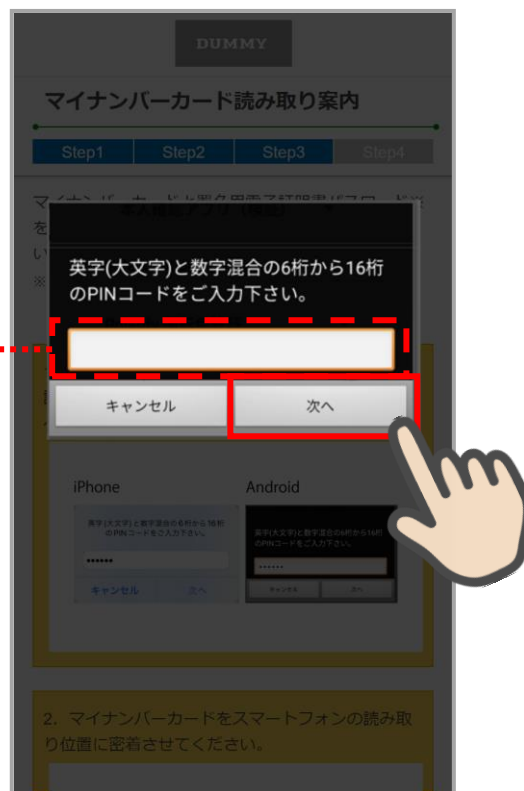 DUMMY
マイナンバーカード読み取り案内
Step1 Step2 Step3 Step4
英字(大文字)と数字混合の6桁から16桁
のPINコードをご入力下さい。
キャンセル 次へ
iPhone Android
英字(大文字)と数字混合の6桁から16桁
のPINコードをご入力下さい。
••••••
キャンセル 次へ
英字(大文字)と数字混合の6桁から16桁
のPINコードをご入力下さい。
••••••
キャンセル 次へ
2. マイナンバーカードをスマートフォンの読み取
り位置に密着させてください。